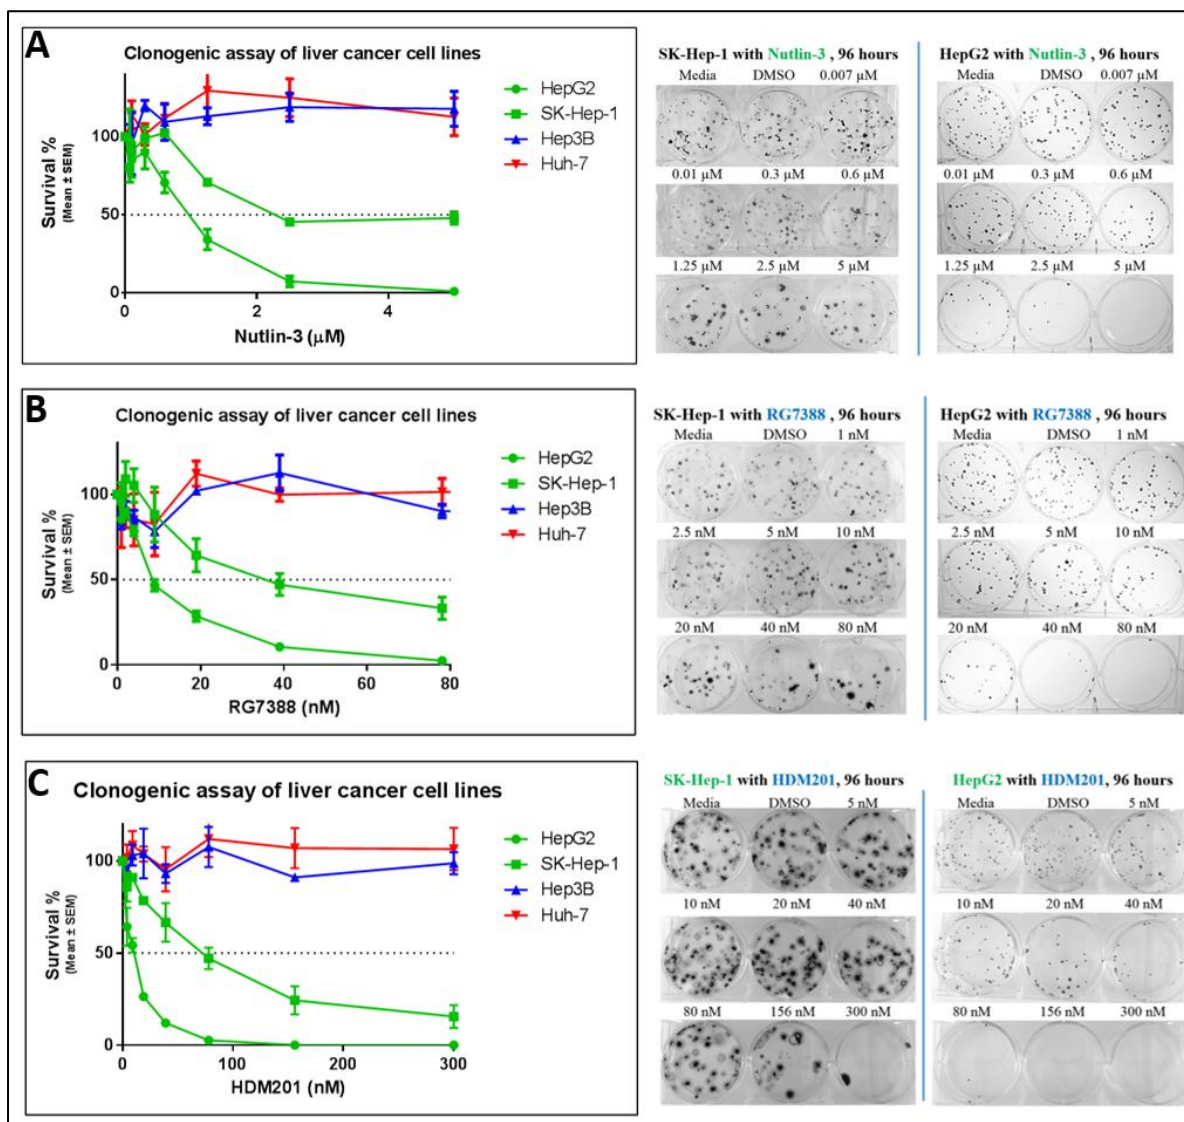 A
Clonogenic assay of liver cancer cell lines
HepG2
SK-Hep-1
Hep3B
Huh-7
Survival %
(Mean ± SEM)
100
50
0
0 2 4
Nutlin-3 (µM)
SK-Hep-1 with Nutlin-3 , 96 hours
Media DMSO 0.007 µM
0.01 µM 0.3 µM 0.6 µM
1.25 µM 2.5 µM 5 µM
HepG2 with Nutlin-3 , 96 hours
Media DMSO 0.007 µM
0.01 µM 0.3 µM 0.6 µM
1.25 µM 2.5 µM 5 µM
B
Clonogenic assay of liver cancer cell lines
HepG2
SK-Hep-1
Hep3B
Huh-7
Survival %
(Mean ± SEM)
100
50
0
0 20 40 60 80
RG7388 (nM)
SK-Hep-1 with RG7388 , 96 hours
Media DMSO 1 nM
2.5 nM 5 nM 10 nM
20 nM 40 nM 80 nM
HepG2 with RG7388 , 96 hours
Media DMSO 1 nM
2.5 nM 5 nM 10 nM
20 nM 40 nM 80 nM
C
Clonogenic assay of liver cancer cell lines
HepG2
SK-Hep-1
Hep3B
Huh-7
Survival %
(Mean ± SEM)
100
50
0
0 100 200 300
HDM201 (nM)
SK-Hep-1 with HDM201, 96 hours
Media DMSO 5 nM
10 nM 20 nM 40 nM
80 nM 156 nM 300 nM
HepG2 with HDM201, 96 hours
Media DMSO 5 nM
10 nM 20 nM 40 nM
80 nM 156 nM 300 nM